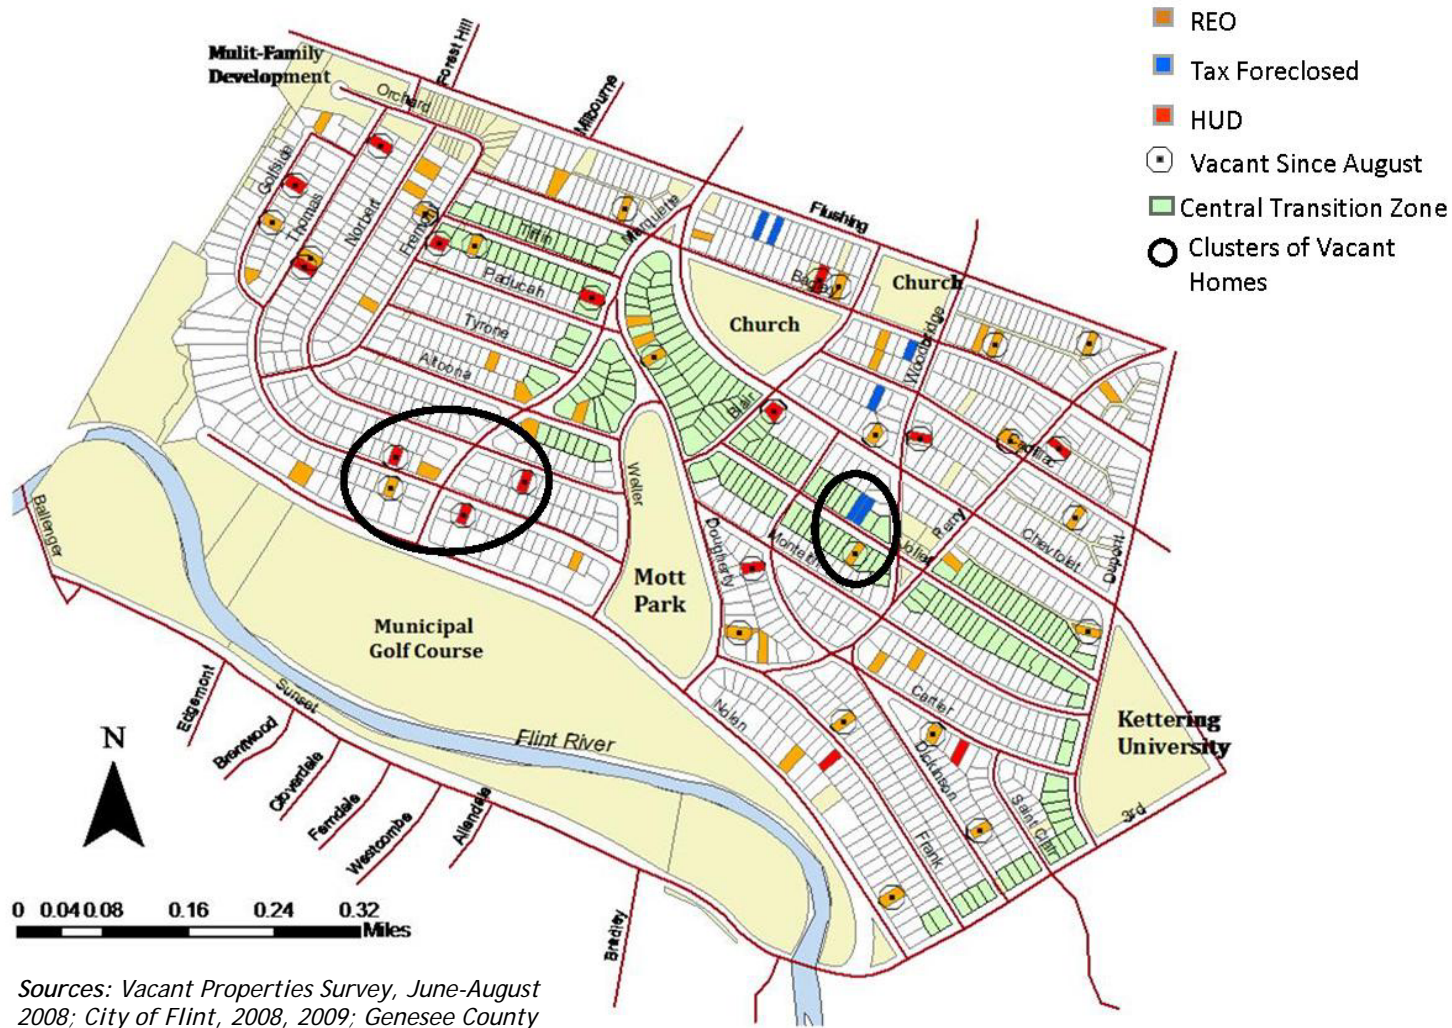 REO
Tax Foreclosed
HUD
Vacant Since August
Central Transition Zone
Clusters of Vacant
Homes
Mulit-Family
Development
Forest Hill
Orchard
Milbourne
Golfside
Thomas
Norbert
Fremont
Tiffin
Marquette
Flushing
Paducah
Bagley
Church
Church
Tyrone
Woodbridge
Altoona
Blair
Cadillac
Weller
Ballenger
Dougherty
Monteith
Joliet
Perry
Chevrolet
Dupont
Mott
Park
Municipal
Golf Course
Edgemont
Sunset
Nolan
Cartier
Kettering
University
N
Brentwood
Flint River
Dickinson
Cloverdale
Ferndale
Westcombe
Allendale
Saint Clair
3rd
Frank
Bradley
0 0.04 0.08 0.16 0.24 0.32
Miles
Sources: Vacant Properties Survey, June-August
2008; City of Flint, 2008, 2009; Genesee County